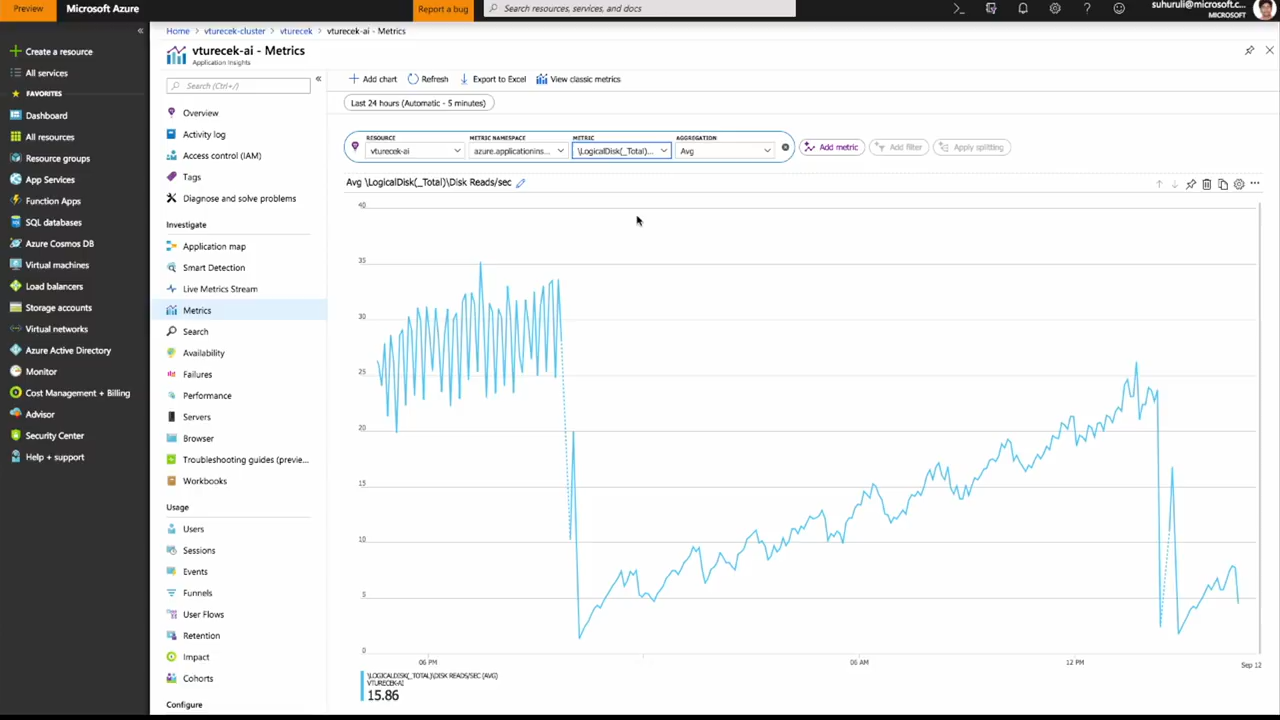 Preview
Microsoft Azure
Report a bug
Search resources, services, and docs
suhuruli@microsoft.c...
MICROSOFT
Home > vturecek-cluster > vturecek > vturecek-ai - Metrics
vturecek-ai - Metrics
Application Insights
Create a resource
All services
FAVORITES
Dashboard
All resources
Resource groups
App Services
Function Apps
SQL databases
Azure Cosmos DB
Virtual machines
Load balancers
Storage accounts
Virtual networks
Azure Active Directory
Monitor
Cost Management + Billing
Advisor
Security Center
Help + support
Search (Ctrl+/)
Overview
Activity log
Access control (IAM)
Tags
Diagnose and solve problems
Investigate
Application map
Smart Detection
Live Metrics Stream
Metrics
Search
Availability
Failures
Performance
Servers
Browser
Troubleshooting guides (previe...
Workbooks
Usage
Users
Sessions
Events
Funnels
User Flows
Retention
Impact
Cohorts
Configure
Add chart
Refresh
Export to Excel
View classic metrics
Last 24 hours (Automatic - 5 minutes)
RESOURCE
vturecek-ai
METRIC NAMESPACE
azure.applicationins...
METRIC
\LogicalDisk(_Total)...
AGGREGATION
Avg
Add metric
Add filter
Apply splitting
Avg \LogicalDisk(_Total)\Disk Reads/sec
40
35
30
25
20
15
10
5
0
06 PM
06 AM
12 PM
Sep 12
\LOGICALDISK(_TOTAL)\DISK READS/SEC (AVG)
VTURECEK-AI
15.86